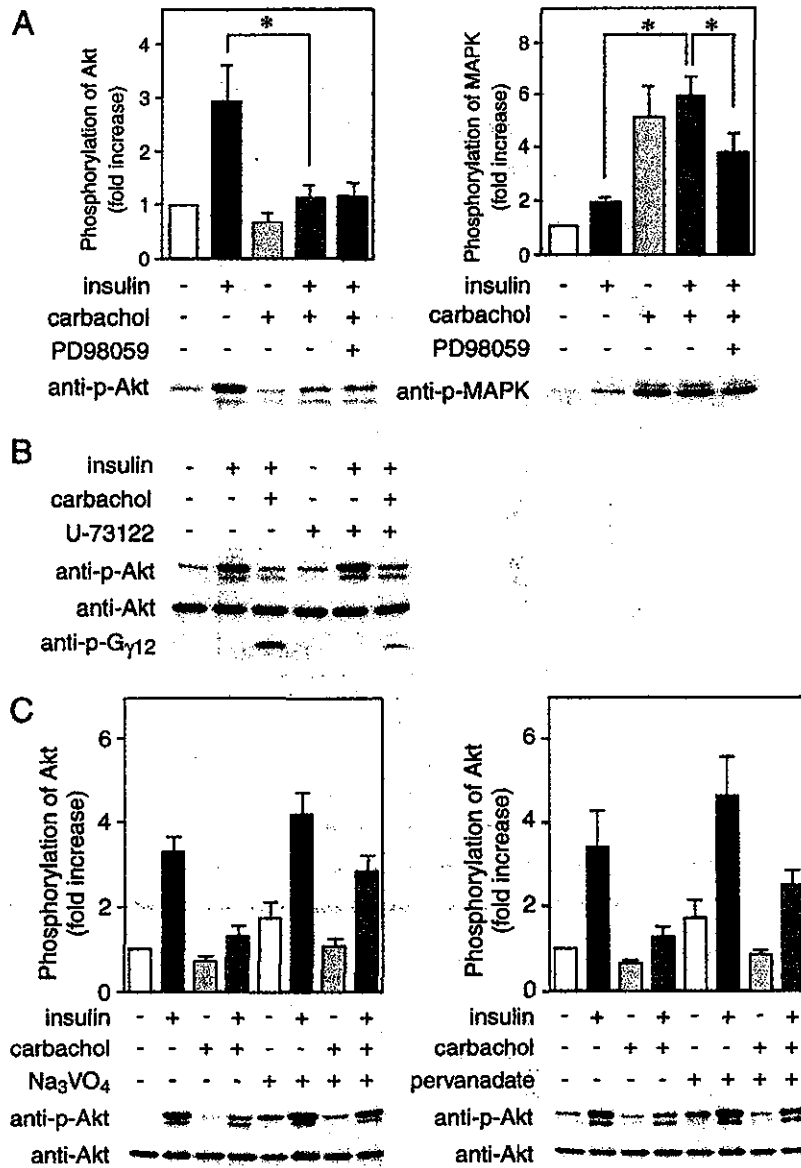 A
Phosphorylation of Akt
(fold increase)
4
3
2
1
0
*
insulin - + - + +
carbachol - - + + +
PD98059 - - - - +
anti-p-Akt
Phosphorylation of MAPK
(fold increase)
8
6
4
2
0
* *
insulin - + - + +
carbachol - - + + +
PD98059 - - - - +
anti-p-MAPK
B
insulin - + + - + +
carbachol - - + - - +
U-73122 - - - + + +
anti-p-Akt
anti-Akt
anti-p-Gγ12
C
Phosphorylation of Akt
(fold increase)
6
4
2
0
insulin - + - + - + - +
carbachol - - + + - - + +
Na3VO4 - - - - + + + +
anti-p-Akt
anti-Akt
Phosphorylation of Akt
(fold increase)
6
4
2
0
insulin - + - + - + - +
carbachol - - + + - - + +
pervanadate - - - - + + + +
anti-p-Akt
anti-Akt